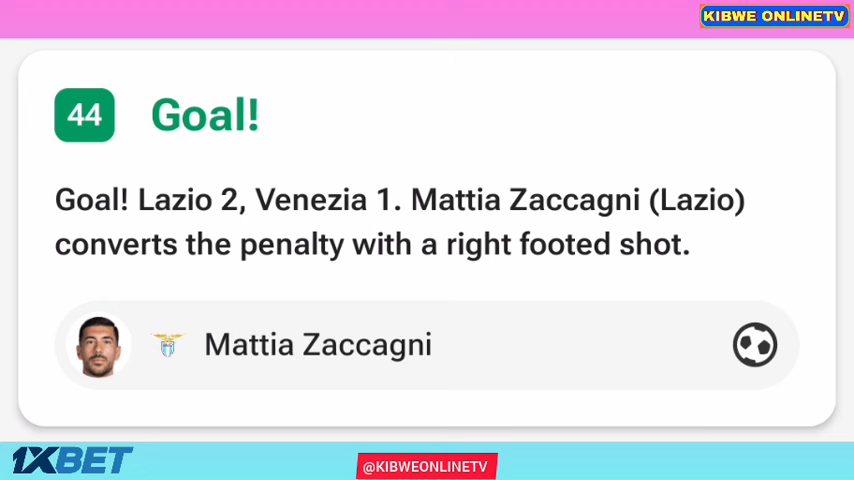 KIBWE ONLINETV
44 Goal!
Goal! Lazio 2, Venezia 1. Mattia Zaccagni (Lazio)
converts the penalty with a right footed shot.
Mattia Zaccagni
1XBET
@KIBWEONLINETV